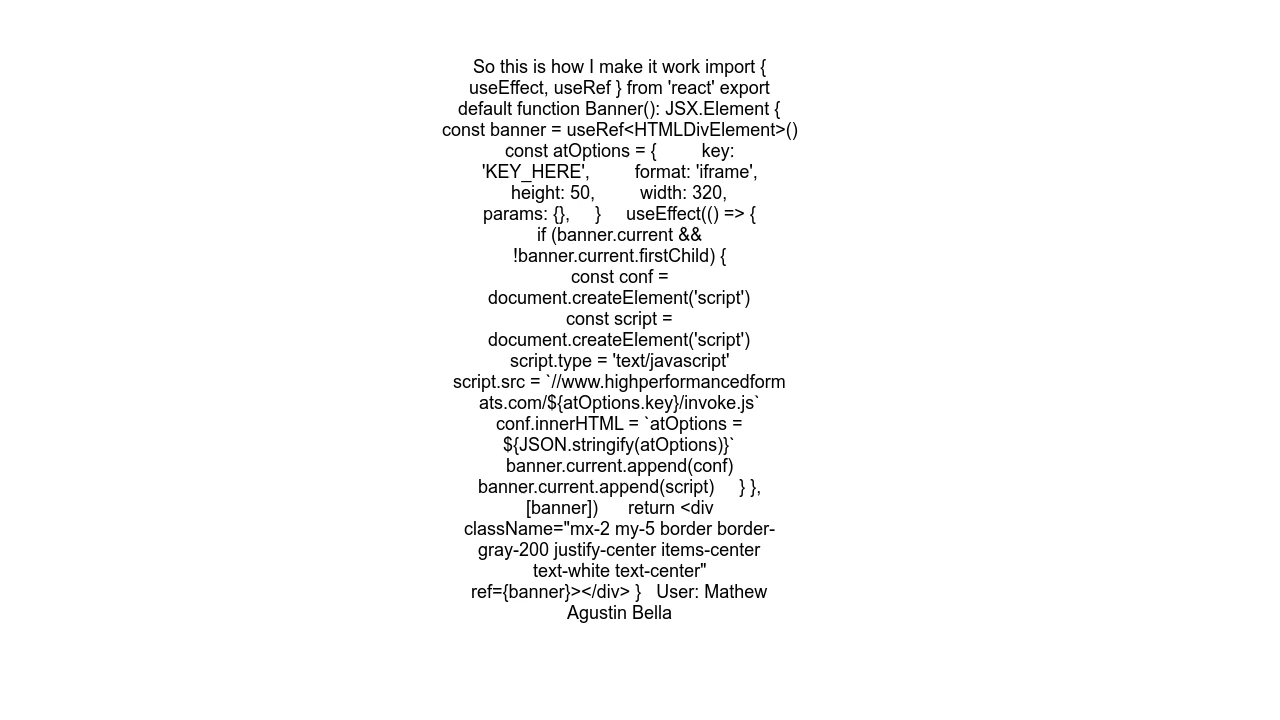 So this is how I make it work import {
useEffect, useRef } from 'react' export
default function Banner(): JSX.Element {
const banner = useRef<HTMLDivElement>()
const atOptions = { key:
'KEY_HERE', format: 'iframe',
height: 50, width: 320,
params: {}, } useEffect(() => {
if (banner.current &&
!banner.current.firstChild) {
const conf =
document.createElement('script')
const script =
document.createElement('script')
script.type = 'text/javascript'
script.src = `//www.highperformancedform
ats.com/${atOptions.key}/invoke.js`
conf.innerHTML = `atOptions =
${JSON.stringify(atOptions)}`
banner.current.append(conf)
banner.current.append(script) } },
[banner]) return <div
className="mx-2 my-5 border border-
gray-200 justify-center items-center
text-white text-center"
ref={banner}></div> } User: Mathew
Agustin Bella